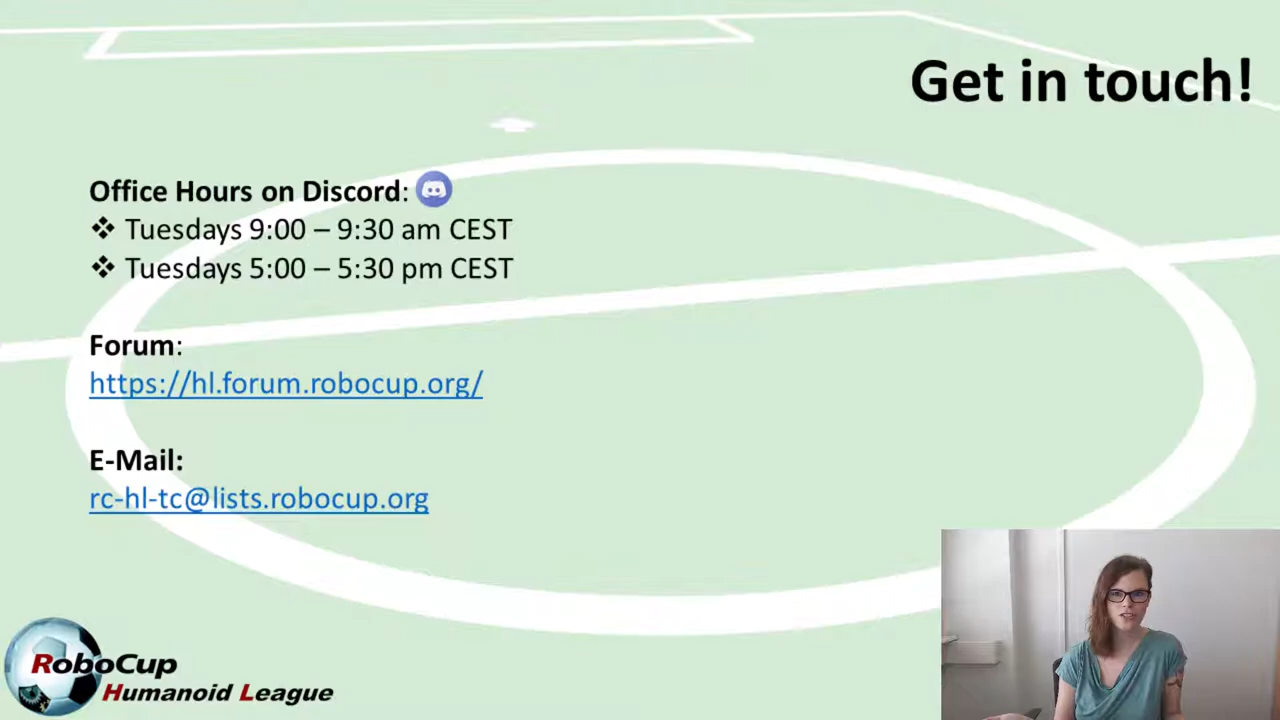 Get in touch!
Office Hours on Discord:
❖ Tuesdays 9:00 – 9:30 am CEST
❖ Tuesdays 5:00 – 5:30 pm CEST
Forum:
https://hl.forum.robocup.org/
E-Mail:
rc-hl-tc@lists.robocup.org
RoboCup
Humanoid League